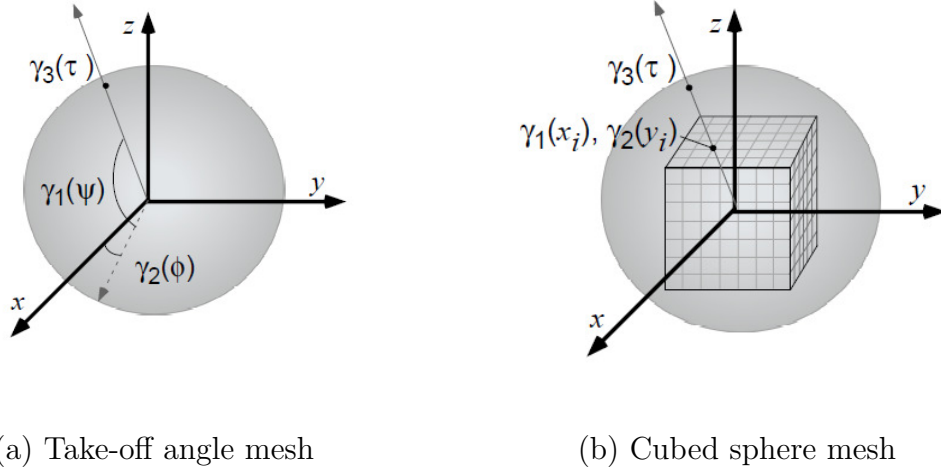 z
γ₃(τ )
γ₁(ψ)
y
γ₂(ϕ)
x
z
γ₃(τ )
γ₁(xᵢ), γ₂(yᵢ)
y
x
(a) Take-off angle mesh
(b) Cubed sphere mesh